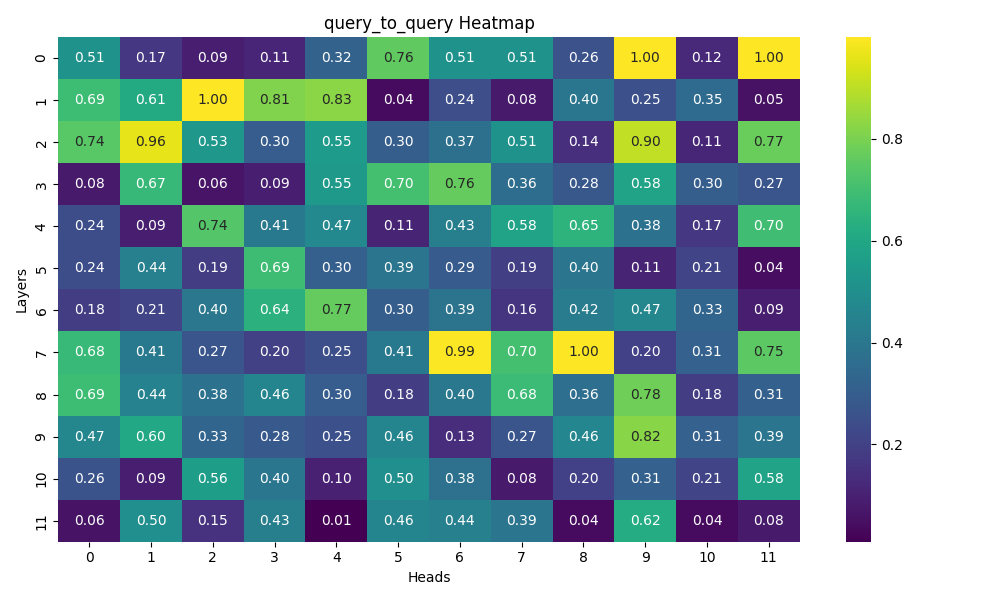 query_to_query Heatmap
0 0.51 0.17 0.09 0.11 0.32 0.76 0.51 0.51 0.26 1.00 0.12 1.00
1 0.69 0.61 1.00 0.81 0.83 0.04 0.24 0.08 0.40 0.25 0.35 0.05
2 0.74 0.96 0.53 0.30 0.55 0.30 0.37 0.51 0.14 0.90 0.11 0.77
3 0.08 0.67 0.06 0.09 0.55 0.70 0.76 0.36 0.28 0.58 0.30 0.27
4 0.24 0.09 0.74 0.41 0.47 0.11 0.43 0.58 0.65 0.38 0.17 0.70
5 0.24 0.44 0.19 0.69 0.30 0.39 0.29 0.19 0.40 0.11 0.21 0.04
6 0.18 0.21 0.40 0.64 0.77 0.30 0.39 0.16 0.42 0.47 0.33 0.09
7 0.68 0.41 0.27 0.20 0.25 0.41 0.99 0.70 1.00 0.20 0.31 0.75
8 0.69 0.44 0.38 0.46 0.30 0.18 0.40 0.68 0.36 0.78 0.18 0.31
9 0.47 0.60 0.33 0.28 0.25 0.46 0.13 0.27 0.46 0.82 0.31 0.39
10 0.26 0.09 0.56 0.40 0.10 0.50 0.38 0.08 0.20 0.31 0.21 0.58
11 0.06 0.50 0.15 0.43 0.01 0.46 0.44 0.39 0.04 0.62 0.04 0.08
0 1 2 3 4 5 6 7 8 9 10 11
Heads
Layers
0.8
0.6
0.4
0.2